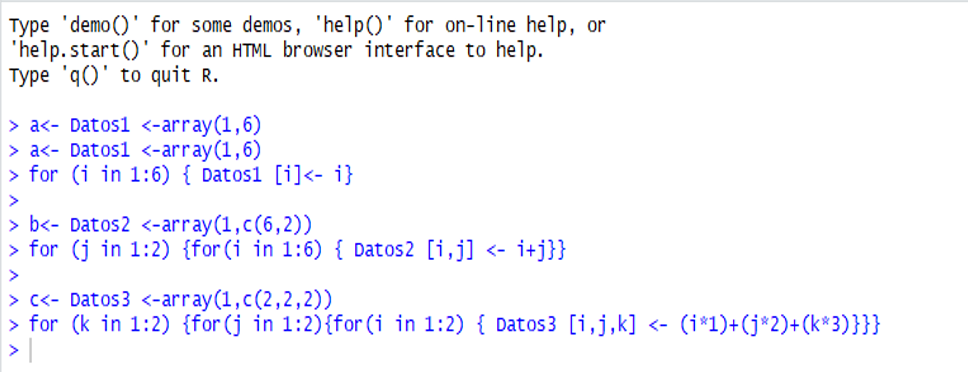 Type 'demo()' for some demos, 'help()' for on-line help, or
'help.start()' for an HTML browser interface to help.
Type 'q()' to quit R.
> a<- Datos1 <-array(1,6)
> a<- Datos1 <-array(1,6)
> for (i in 1:6) { Datos1 [i]<- i}
>
> b<- Datos2 <-array(1,c(6,2))
> for (j in 1:2) {for(i in 1:6) { Datos2 [i,j] <- i+j}}
>
> c<- Datos3 <-array(1,c(2,2,2))
> for (k in 1:2) {for(j in 1:2){for(i in 1:2) { Datos3 [i,j,k] <- (i*1)+(j*2)+(k*3)}}}
>